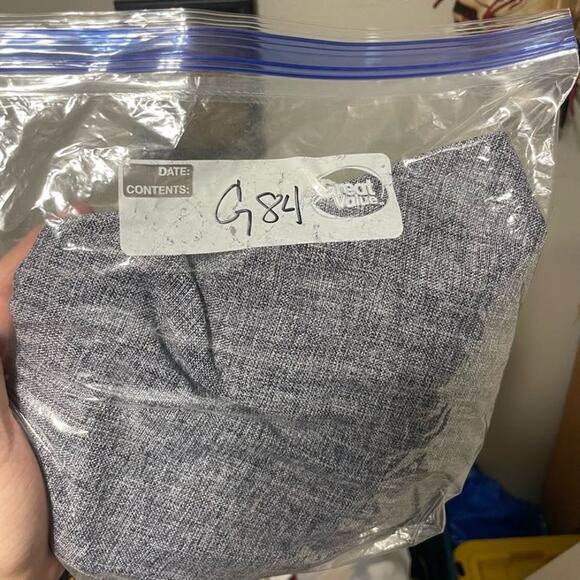 DATE:
CONTENTS:
G84
Great
Value